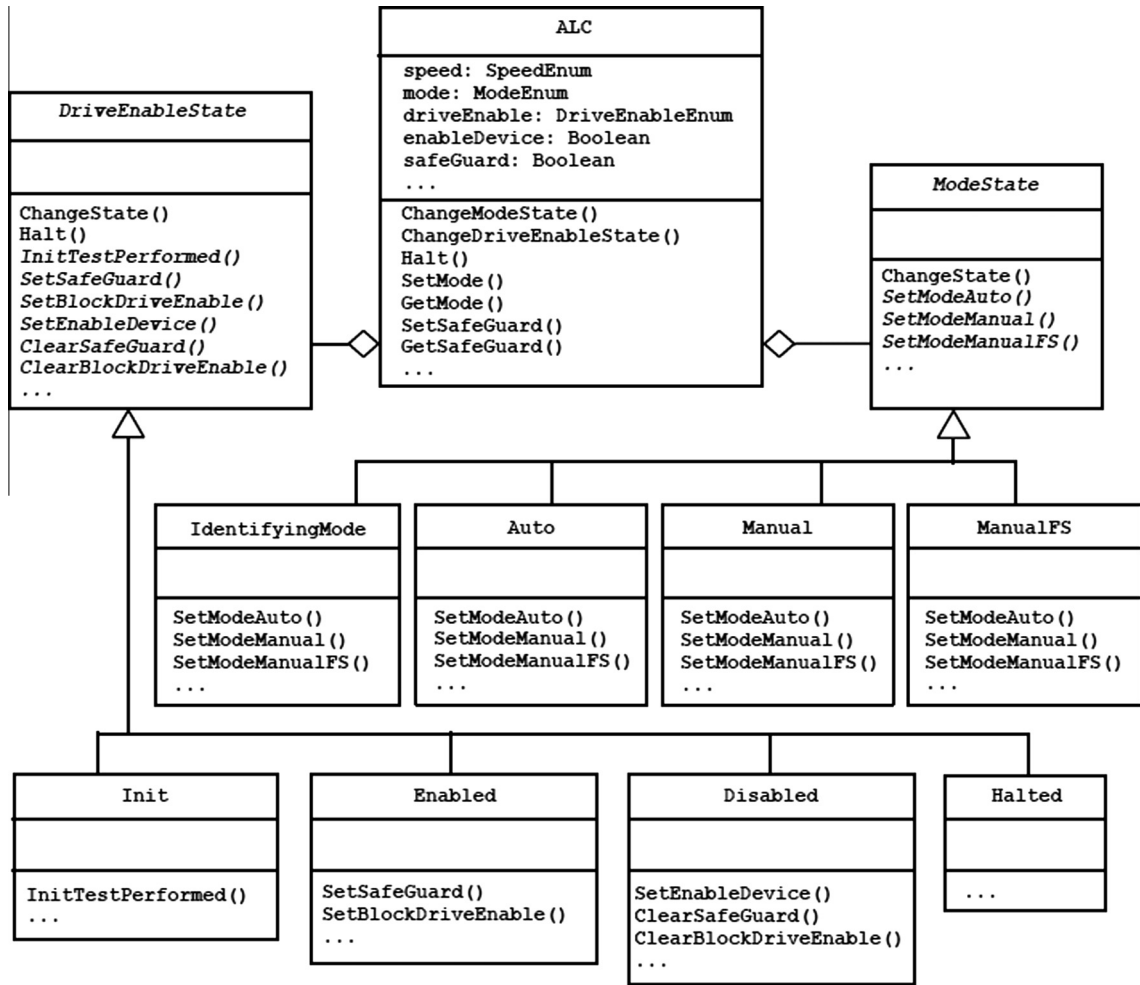 ALC
speed: SpeedEnum
mode: ModeEnum
driveEnable: DriveEnableEnum
enableDevice: Boolean
safeGuard: Boolean
...
ChangeModeState()
ChangeDriveEnableState()
Halt()
SetMode()
GetMode()
SetSafeGuard()
GetSafeGuard()
...
DriveEnableState
ChangeState()
Halt()
InitTestPerformed()
SetSafeGuard()
SetBlockDriveEnable()
SetEnableDevice()
ClearSafeGuard()
ClearBlockDriveEnable()
...
ModeState
ChangeState()
SetModeAuto()
SetModeManual()
SetModeManualFS()
...
IdentifyingMode
SetModeAuto()
SetModeManual()
SetModeManualFS()
...
Auto
SetModeAuto()
SetModeManual()
SetModeManualFS()
...
Manual
SetModeAuto()
SetModeManual()
SetModeManualFS()
...
ManualFS
SetModeAuto()
SetModeManual()
SetModeManualFS()
...
Init
InitTestPerformed()
...
Enabled
SetSafeGuard()
SetBlockDriveEnable()
...
Disabled
SetEnableDevice()
ClearSafeGuard()
ClearBlockDriveEnable()
...
Halted
...